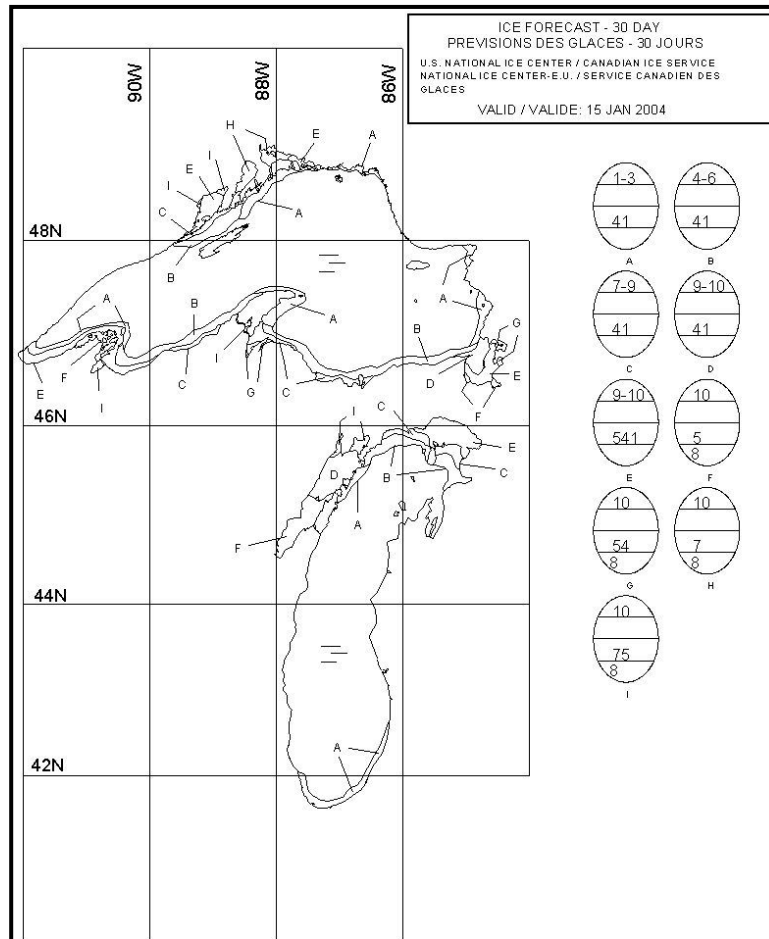 ICE FORECAST - 30 DAY
PREVISIONS DES GLACES - 30 JOURS
U.S. NATIONAL ICE CENTER / CANADIAN ICE SERVICE
NATIONAL ICE CENTER-E.U. / SERVICE CANADIEN DES
GLACES
VALID / VALIDE: 15 JAN 2004
90W 88W 86W
H
E I E A
I
C A
48N
B
A B A
A
B G
F C I D E
E I G C F
46N
C
I E
D B C
A
F
44N
A
42N
1-3 4-6
41 41
A B
7-9 9-10
41 41
C D
9-10 10
541 5
8
E F
10 10
54 7
8 8
G H
10
75
8
I